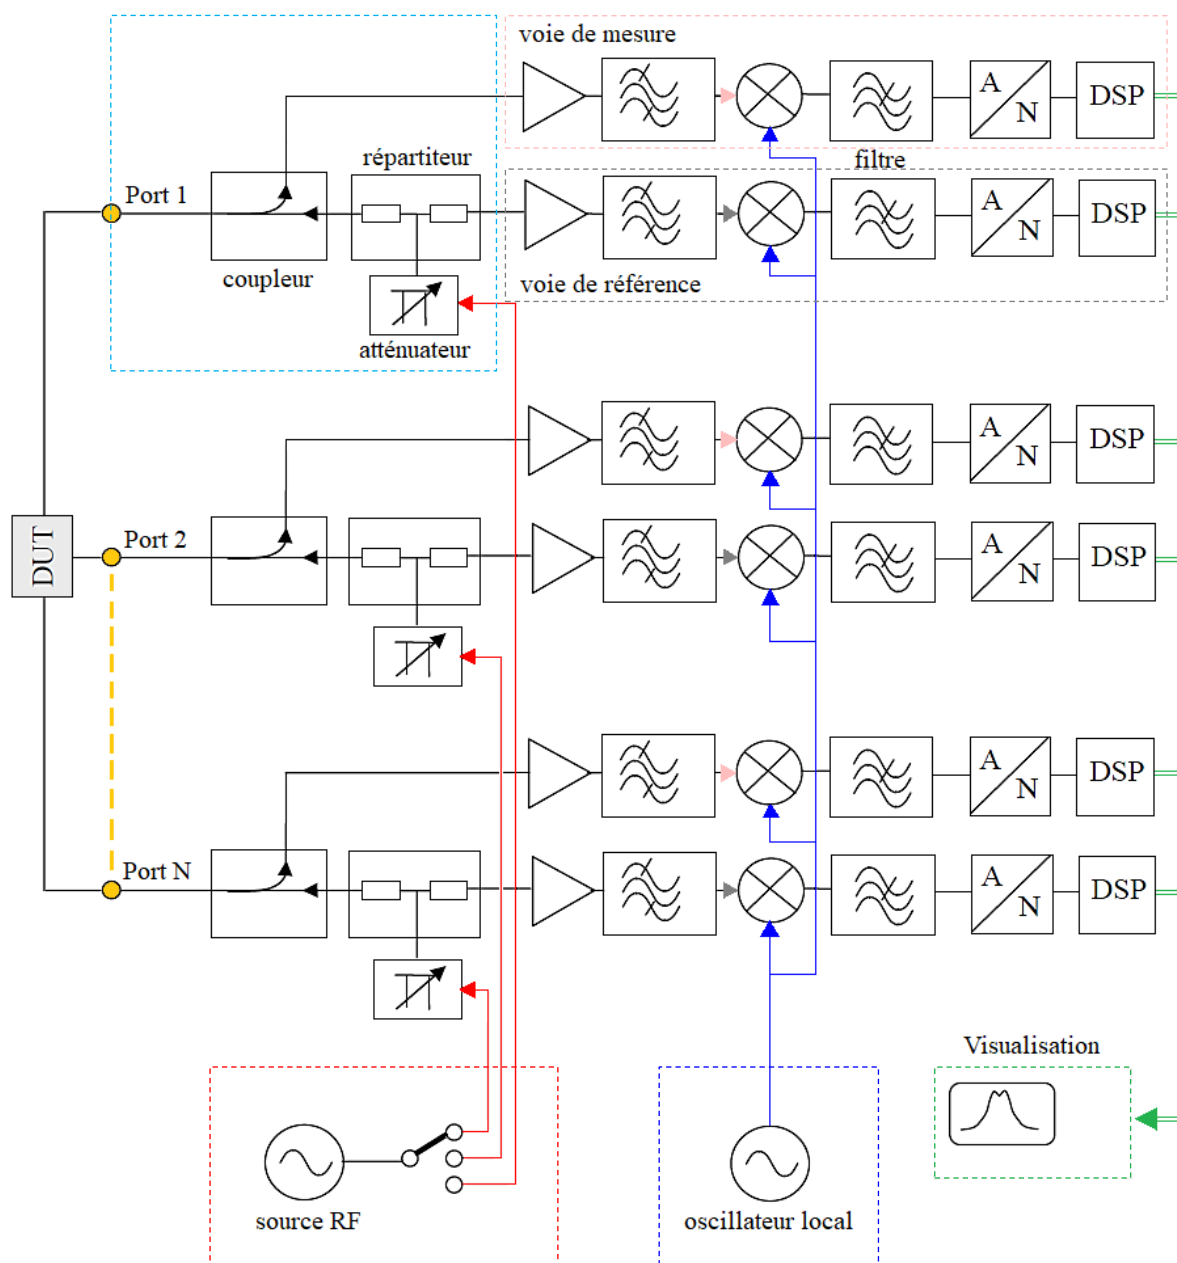 voie de mesure
A
N
DSP
répartiteur
filtre
Port 1
A
N
DSP
coupleur
voie de référence
atténuateur
A
N
DSP
DUT
Port 2
A
N
DSP
A
N
DSP
Port N
A
N
DSP
Visualisation
source RF
oscillateur local